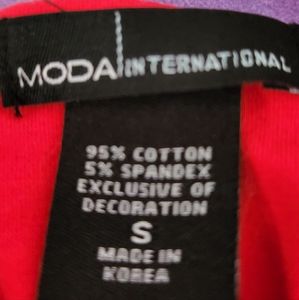 MODA INTERNATIONAL
95% COTTON
5% SPANDEX
EXCLUSIVE OF
DECORATION
S
MADE IN
KOREA